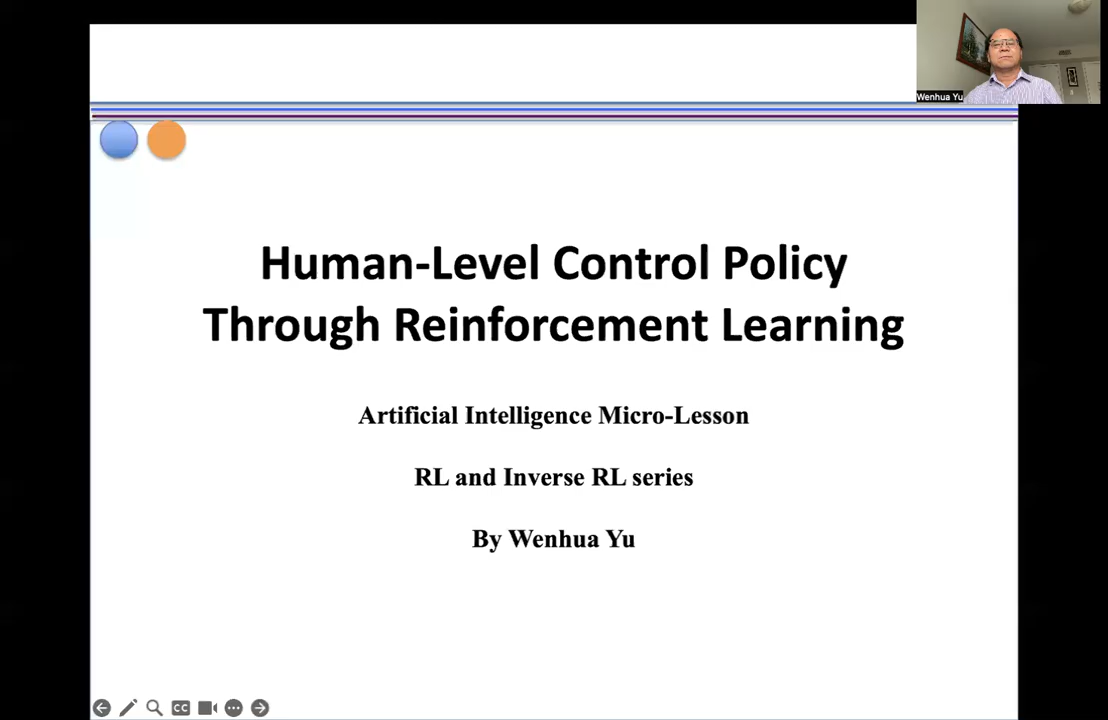 Wenhua Yu
Human-Level Control Policy
Through Reinforcement Learning
Artificial Intelligence Micro-Lesson
RL and Inverse RL series
By Wenhua Yu
CC